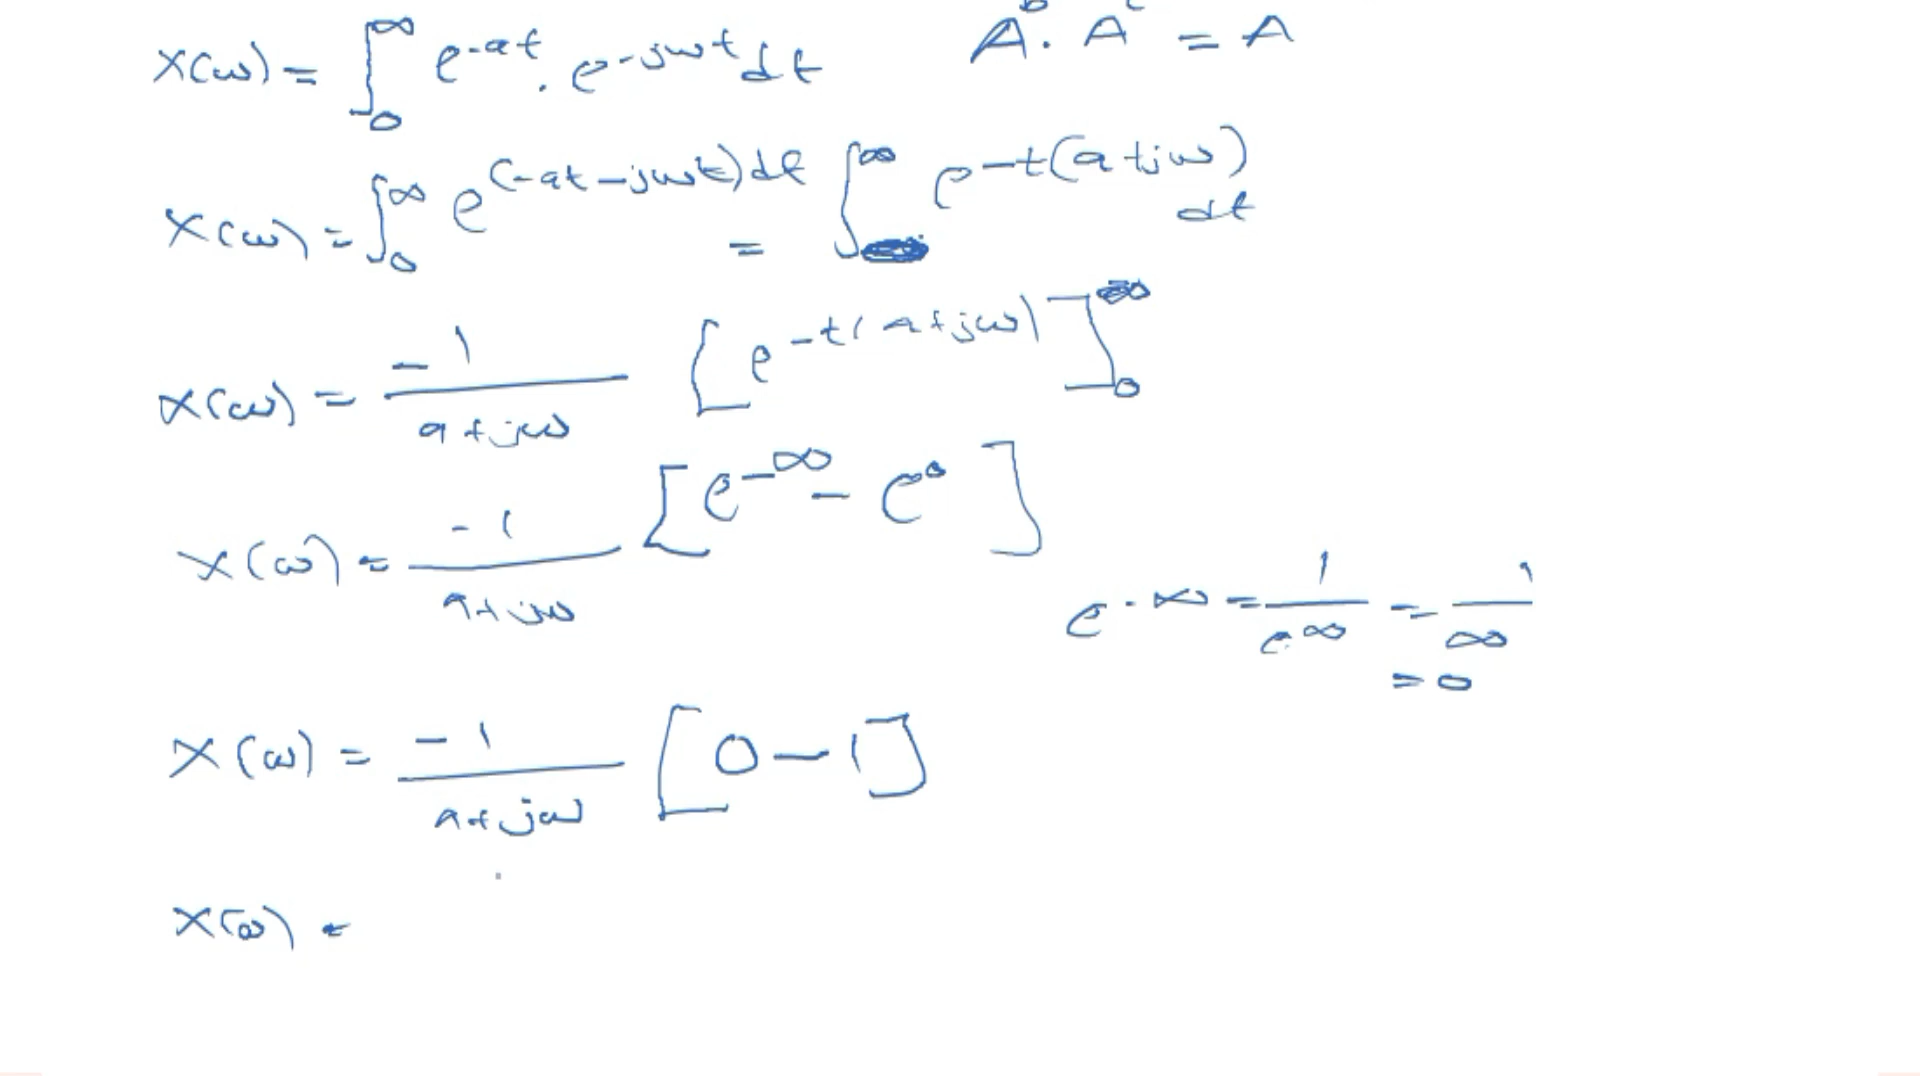 X(ω) = ∫₀^∞ e^-at . e^-jωt dt    A^b . A^c = A
X(ω) = ∫₀^∞ e^(-at-jωt) dt = ∫^∞ e^-t(a+jω) dt
X(ω) = -1/(a+jω) [e^-t(a+jω)]₀^∞
X(ω) = -1/(a+jω) [e^-∞ - e^0]
e^-∞ = 1/e^∞ = 1/∞
= 0
X(ω) = -1/(a+jω) [0-1]
X(ω) =